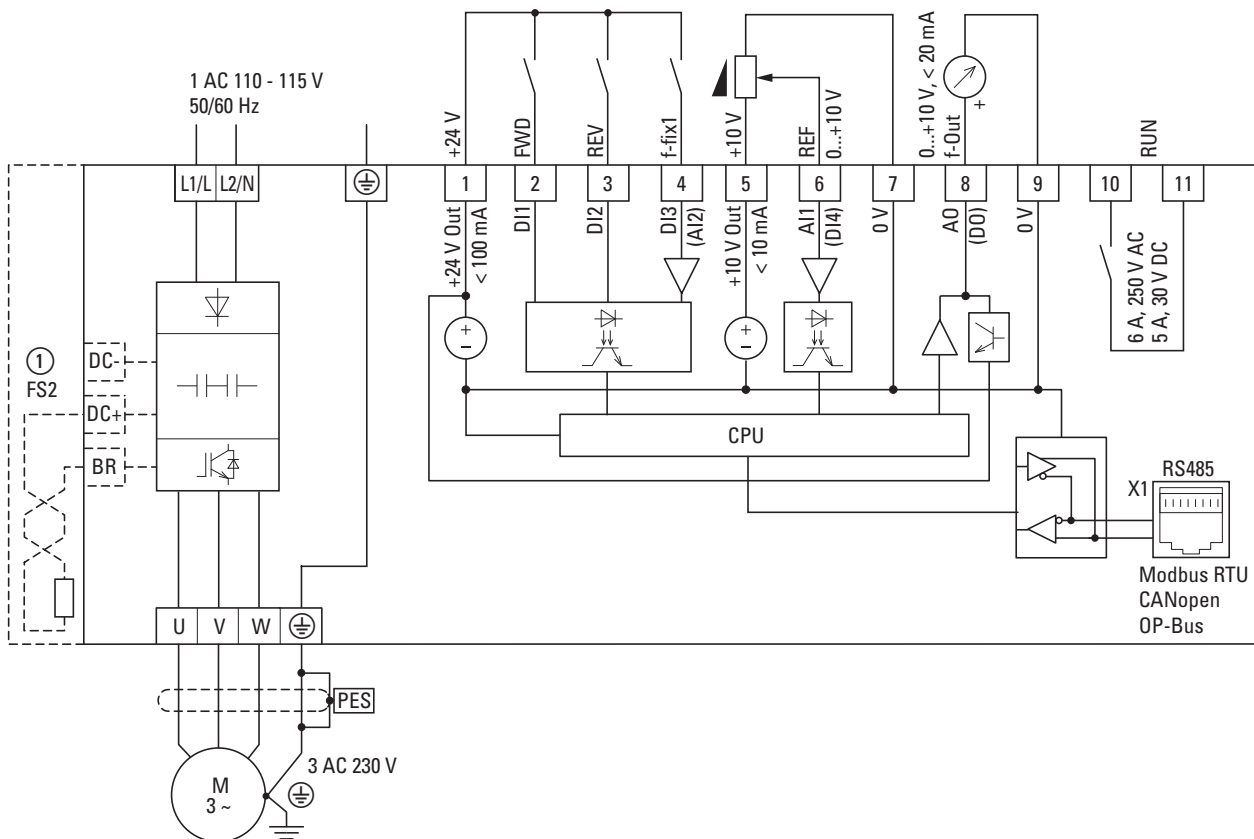 1 AC 110 - 115 V
50/60 Hz
+24 V
FWD
REV
f-fix1
+10 V
REF
0...+10 V
0...+10 V, < 20 mA
f-Out
+
RUN
L1/L
L2/N
1
2
3
4
5
6
7
8
9
10
11
+24 V Out
< 100 mA
DI1
DI2
DI3
(AI2)
+10 V Out
< 10 mA
AI1
(DI4)
0 V
AO
(DO)
0 V
6 A, 250 V AC
5 A, 30 V DC
+
-
+
-
1
FS2
DC-
DC+
BR
CPU
X1
RS485
Modbus RTU
CANopen
OP-Bus
U
V
W
PES
3 AC 230 V
M
3 ~